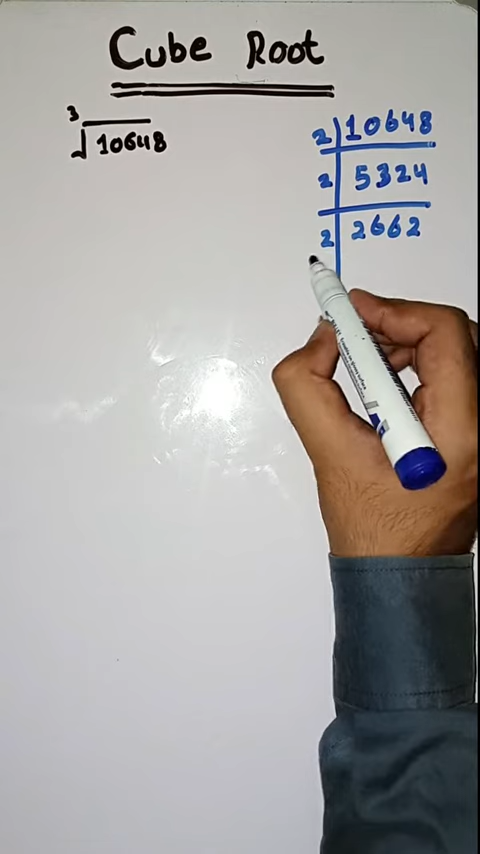 Cube Root
3
√10648
2 | 10648
2 | 5324
2 | 2662